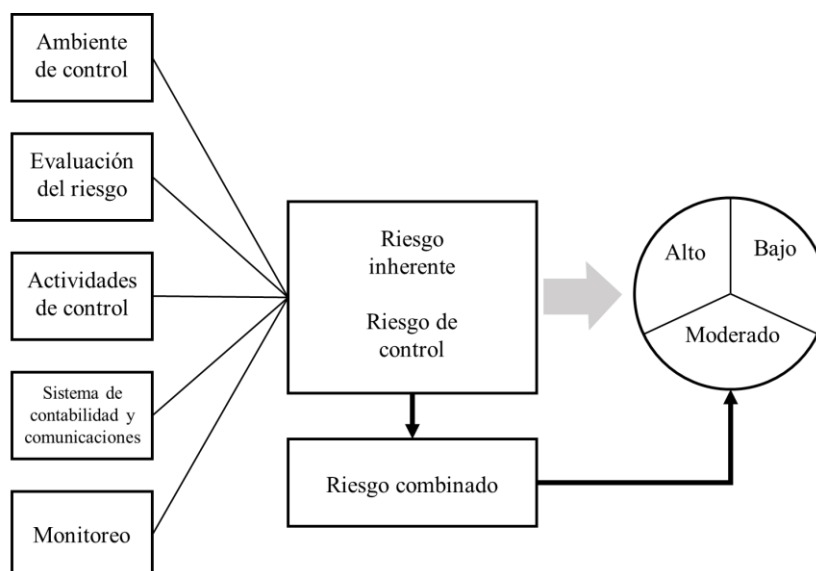 Ambiente
de control
Evaluación
del riesgo
Actividades
de control
Sistema de
contabilidad y
comunicaciones
Monitoreo
Riesgo
inherente
Riesgo de
control
Riesgo combinado
Alto
Bajo
Moderado